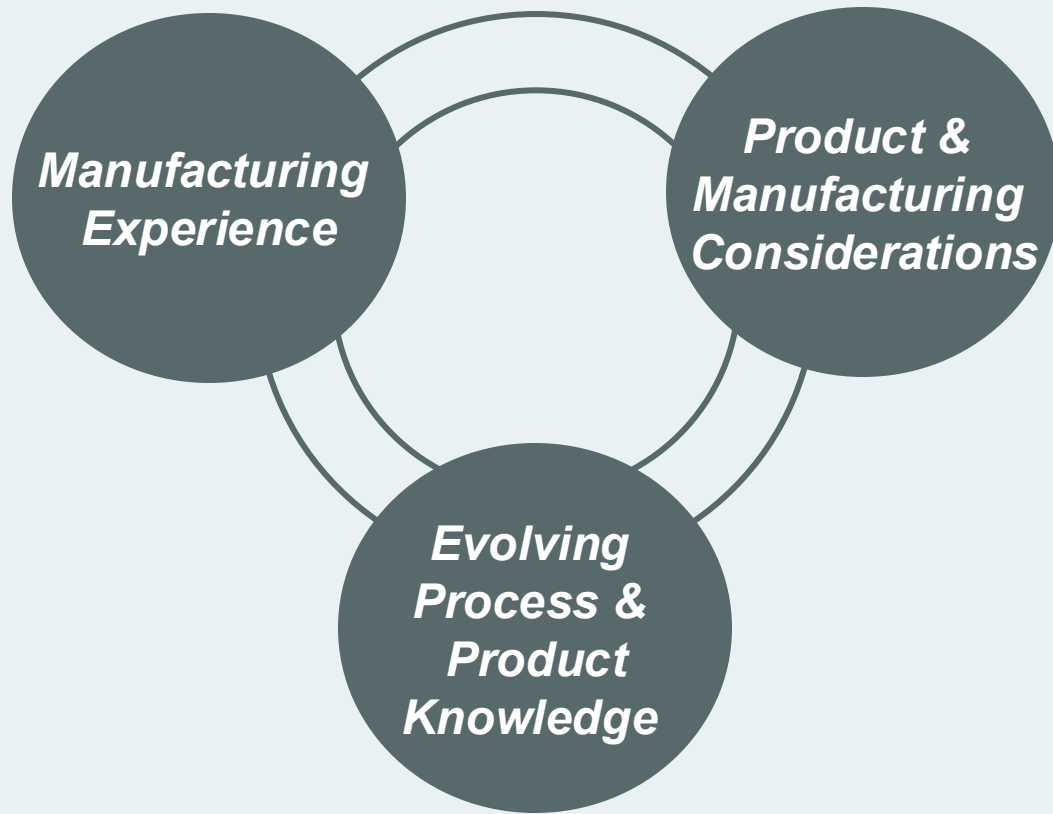 Manufacturing
Experience
Product &
Manufacturing
Considerations
Evolving
Process &
Product
Knowledge